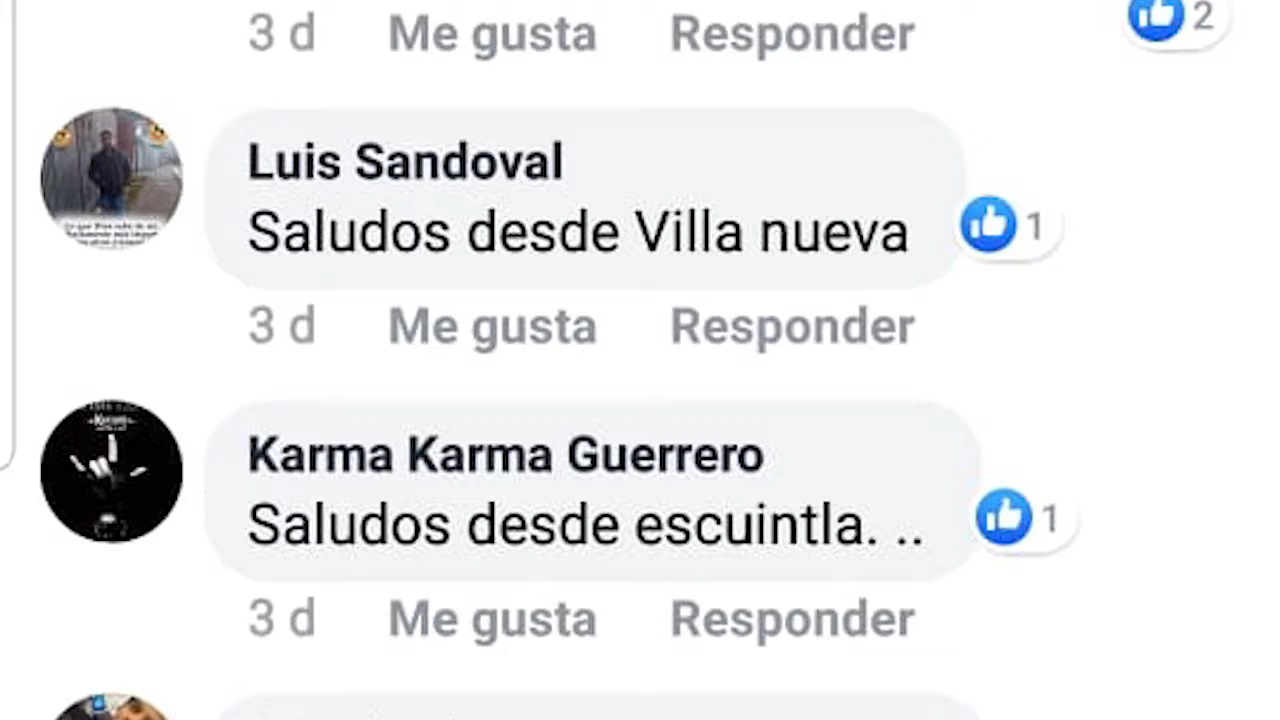 3 d Me gusta Responder 2
Luis Sandoval
Saludos desde Villa nueva
1
3 d Me gusta Responder
Karma Karma Guerrero
Saludos desde escuintla. ..
1
3 d Me gusta Responder